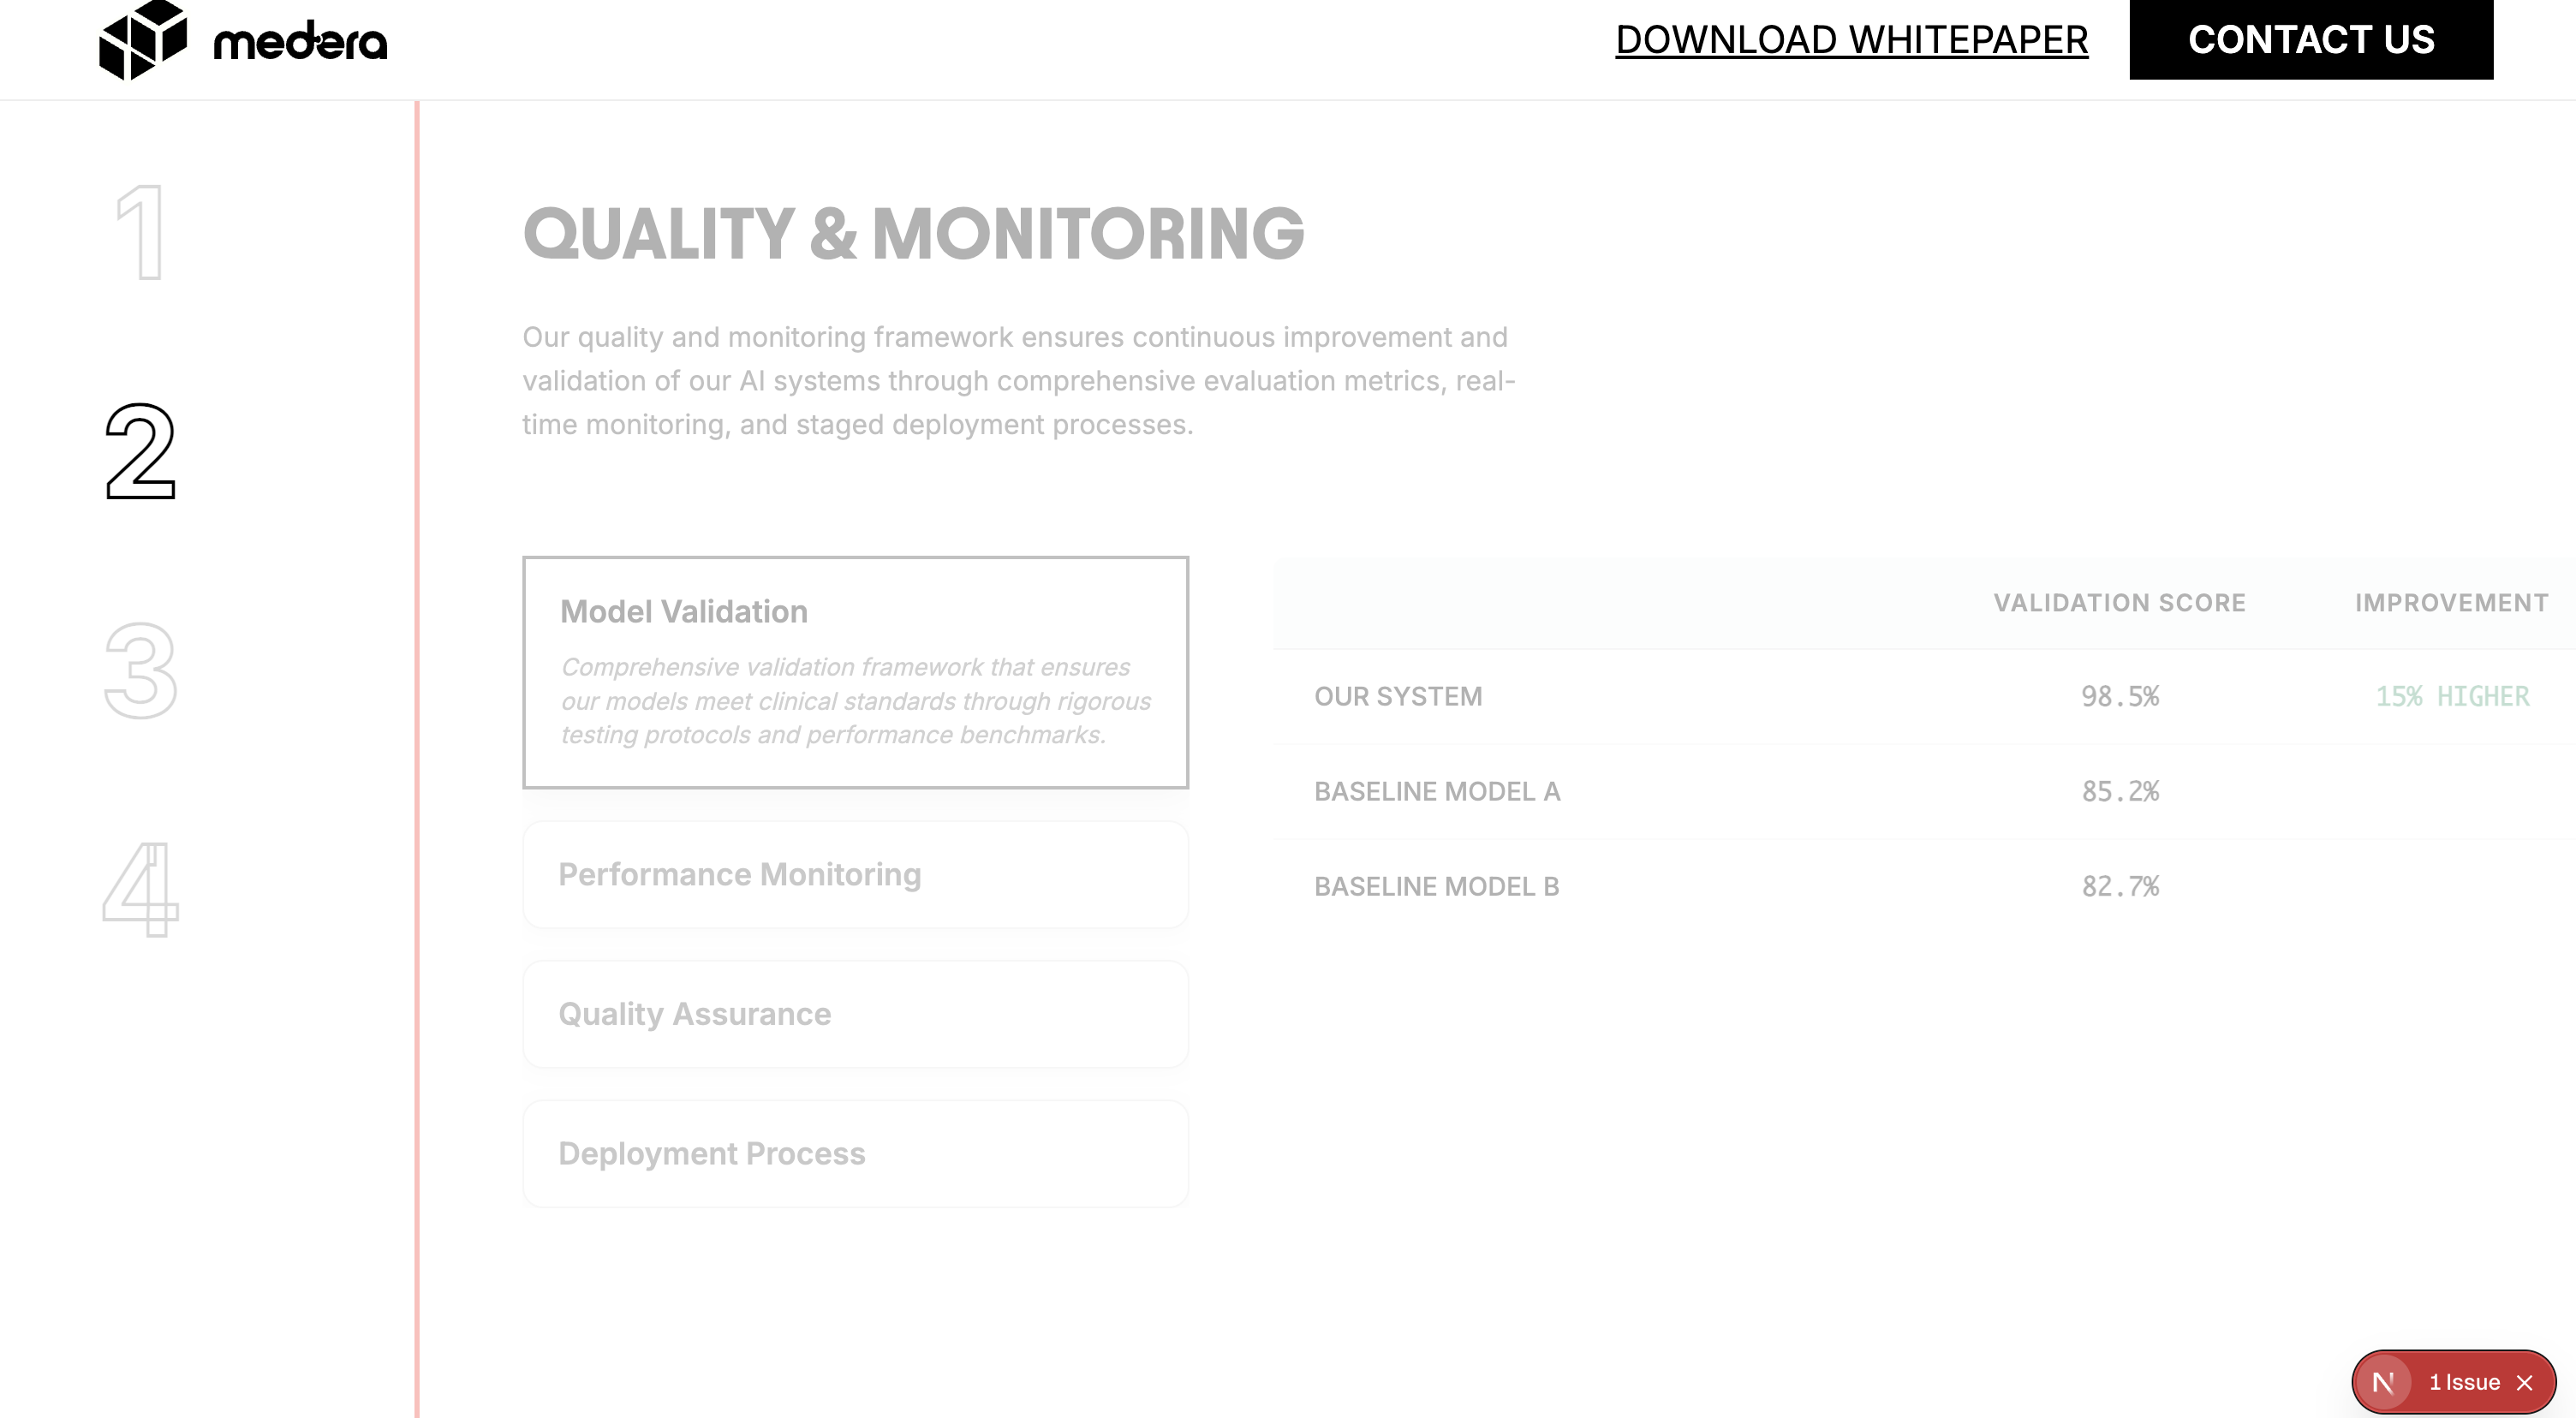 medera
DOWNLOAD WHITEPAPER
CONTACT US
1
2
3
4
QUALITY & MONITORING
Our quality and monitoring framework ensures continuous improvement and
validation of our AI systems through comprehensive evaluation metrics, real-
time monitoring, and staged deployment processes.
Model Validation
Comprehensive validation framework that ensures
our models meet clinical standards through rigorous
testing protocols and performance benchmarks.
Performance Monitoring
Quality Assurance
Deployment Process
VALIDATION SCORE IMPROVEMENT
OUR SYSTEM 98.5% 15% HIGHER
BASELINE MODEL A 85.2%
BASELINE MODEL B 82.7%
N 1 Issue